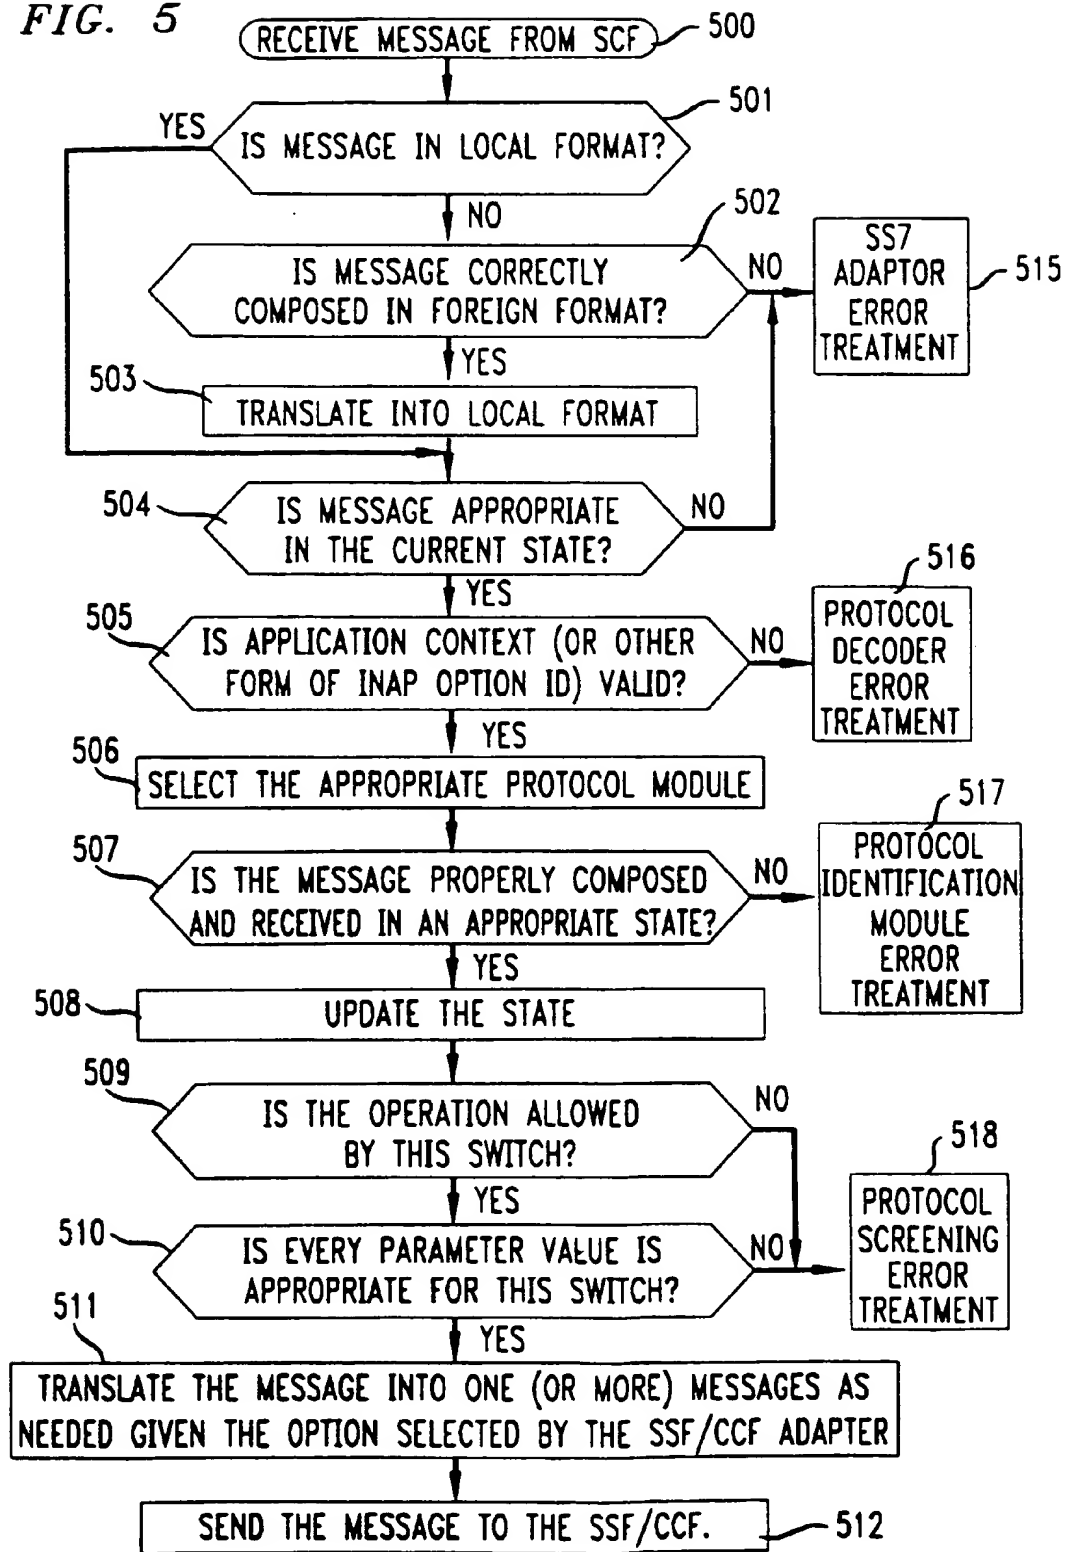 FIG. 5
RECEIVE MESSAGE FROM SCF
500
501
YES
IS MESSAGE IN LOCAL FORMAT?
NO
502
IS MESSAGE CORRECTLY
COMPOSED IN FOREIGN FORMAT?
NO
SS7
ADAPTOR
ERROR
TREATMENT
515
YES
503
TRANSLATE INTO LOCAL FORMAT
504
IS MESSAGE APPROPRIATE
IN THE CURRENT STATE?
NO
YES
505
IS APPLICATION CONTEXT (OR OTHER
FORM OF INAP OPTION ID) VALID?
NO
516
PROTOCOL
DECODER
ERROR
TREATMENT
YES
506
SELECT THE APPROPRIATE PROTOCOL MODULE
507
IS THE MESSAGE PROPERLY COMPOSED
AND RECEIVED IN AN APPROPRIATE STATE?
NO
517
PROTOCOL
IDENTIFICATION
MODULE
ERROR
TREATMENT
YES
508
UPDATE THE STATE
509
IS THE OPERATION ALLOWED
BY THIS SWITCH?
NO
YES
510
IS EVERY PARAMETER VALUE IS
APPROPRIATE FOR THIS SWITCH?
NO
518
PROTOCOL
SCREENING
ERROR
TREATMENT
YES
511
TRANSLATE THE MESSAGE INTO ONE (OR MORE) MESSAGES AS
NEEDED GIVEN THE OPTION SELECTED BY THE SSF/CCF ADAPTER
SEND THE MESSAGE TO THE SSF/CCF.
512